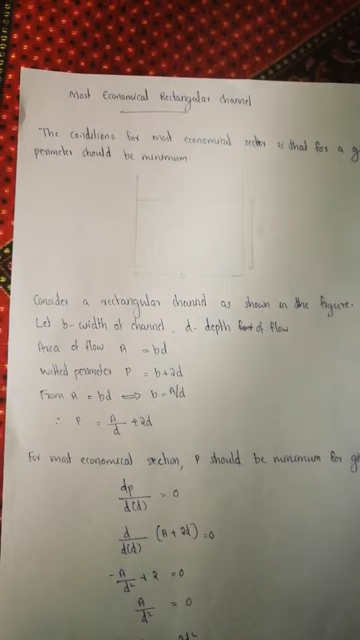 Most Economical Rectangular channel
The conditions for most economical section is that for a g
perimeter should be minimum.
Consider a rectangular channel as shown in the figure.
Let b- width of channel, d- depth of flow
Area of flow A = bd
Wetted perimeter P = b+2d
From A = bd ⟹ b = A/d
∴ P = A/d + 2d
For most economical section, P should be minimum for g
dp/d(d) = 0
d/d(d) (A + 2d) = 0
-A/d² + 2 = 0
A/d² = 0